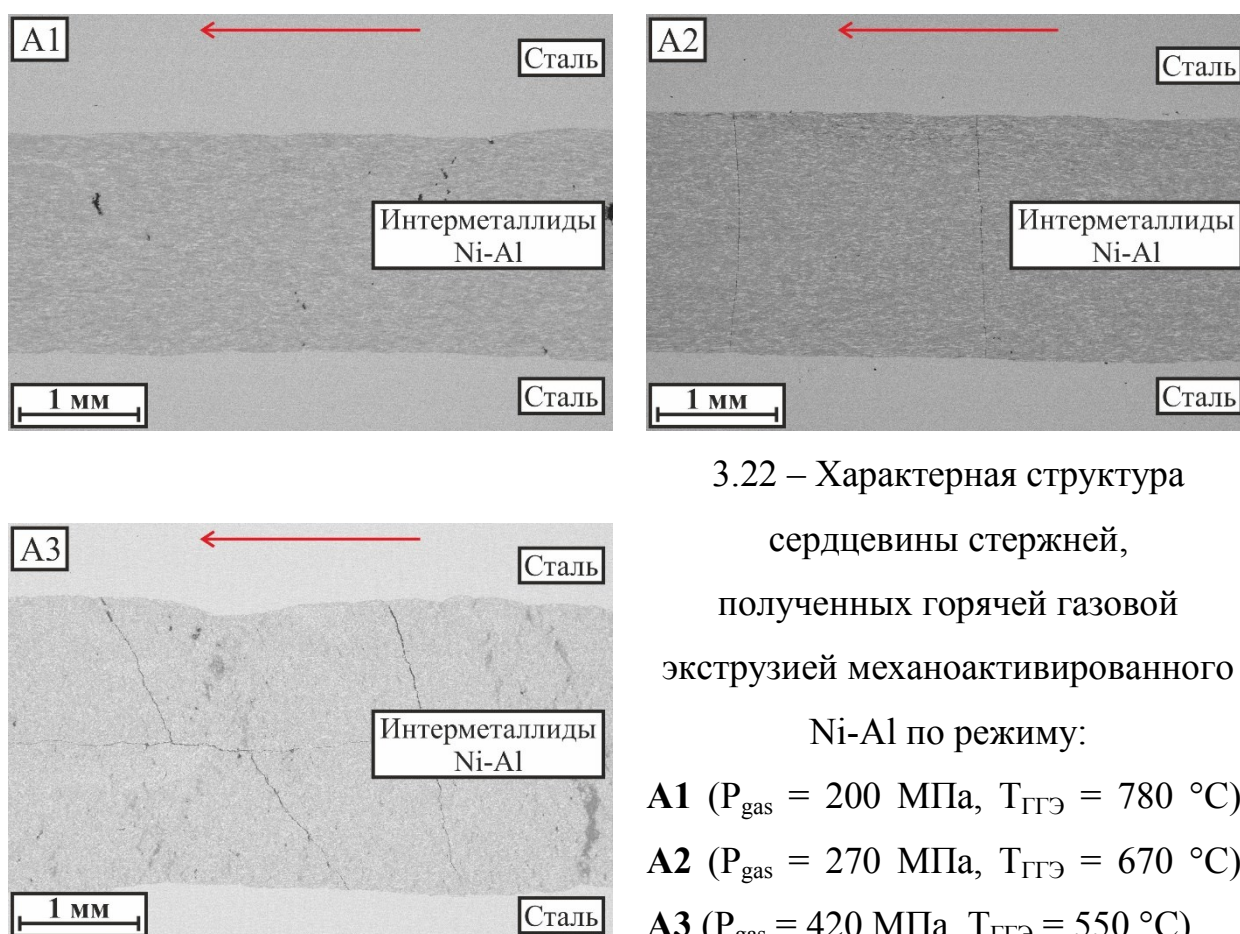 A1
Сталь
Интерметаллиды
Ni-Al
1 мм
Сталь
A2
Сталь
Интерметаллиды
Ni-Al
1 мм
Сталь
A3
Сталь
Интерметаллиды
Ni-Al
1 мм
Сталь
3.22 – Характерная структура
сердцевины стержней,
полученных горячей газовой
экструзией механоактивированного
Ni-Al по режиму:
A1 (Pgas = 200 МПа, TГГЭ = 780 °C)
A2 (Pgas = 270 МПа, TГГЭ = 670 °C)
A3 (Pgas = 420 МПа, TГГЭ = 550 °C)